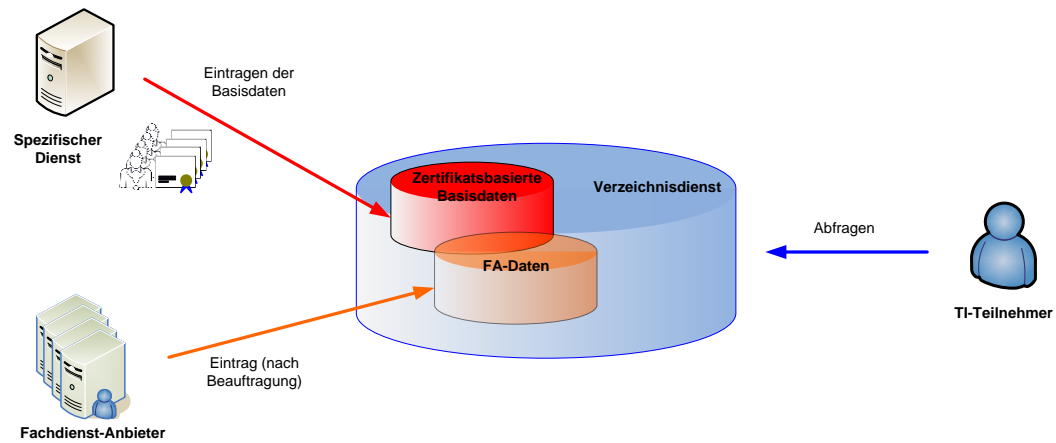 Eintragen der
Basisdaten
Spezifischer
Dienst
Zertifikatsbasierte
Basisdaten
Verzeichnisdienst
FA-Daten
Abfragen
TI-Teilnehmer
Eintrag (nach
Beauftragung)
Fachdienst-Anbieter